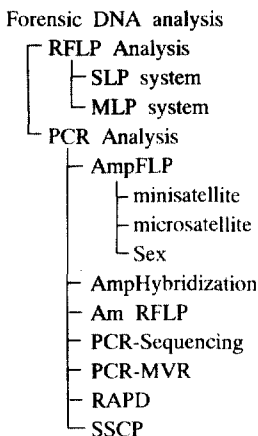 Forensic DNA analysis
RFLP Analysis
SLP system
MLP system
PCR Analysis
AmpFLP
minisatellite
microsatellite
Sex
AmpHybridization
Am RFLP
PCR-Sequencing
PCR-MVR
RAPD
SSCP